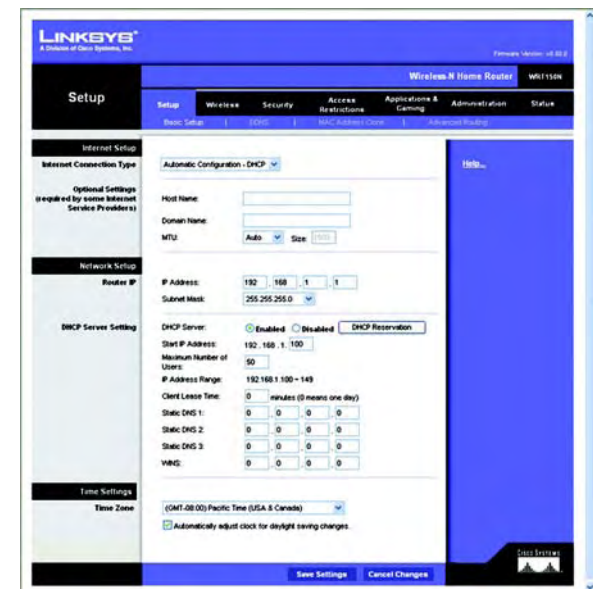 LINKSYS®
A Division of Cisco Systems, Inc.
Firmware Version: v0.02.2
Wireless-N Home Router WRT150N
Setup
Setup Wireless Security Access Restrictions Applications & Gaming Administration Status
Basic Setup | DDNS | MAC Address Clone | Advanced Routing
Internet Setup
Internet Connection Type Automatic Configuration - DHCP Help...
Optional Settings
(required by some Internet
Service Providers)
Host Name:
Domain Name:
MTU: Auto Size: 1500
Network Setup
Router IP IP Address: 192 . 168 . 1 . 1
Subnet Mask: 255.255.255.0
DHCP Server Setting DHCP Server: Enabled Disabled DHCP Reservation
Start IP Address: 192 . 168 . 1. 100
Maximum Number of Users: 50
IP Address Range: 192.168.1.100 ~ 149
Client Lease Time: 0 minutes (0 means one day)
Static DNS 1: 0 . 0 . 0 . 0
Static DNS 2: 0 . 0 . 0 . 0
Static DNS 3: 0 . 0 . 0 . 0
WINS: 0 . 0 . 0 . 0
Time Settings
Time Zone (GMT-08:00) Pacific Time (USA & Canada)
Automatically adjust clock for daylight saving changes.
Save Settings Cancel Changes
Cisco Systems